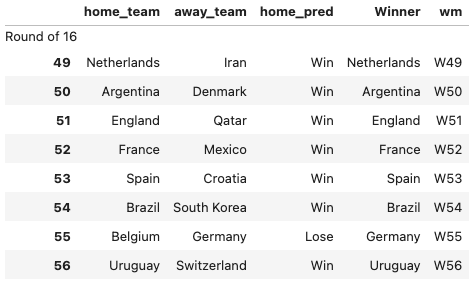 home_team away_team home_pred Winner wm
Round of 16
49 Netherlands Iran Win Netherlands W49
50 Argentina Denmark Win Argentina W50
51 England Qatar Win England W51
52 France Mexico Win France W52
53 Spain Croatia Win Spain W53
54 Brazil South Korea Win Brazil W54
55 Belgium Germany Lose Germany W55
56 Uruguay Switzerland Win Uruguay W56